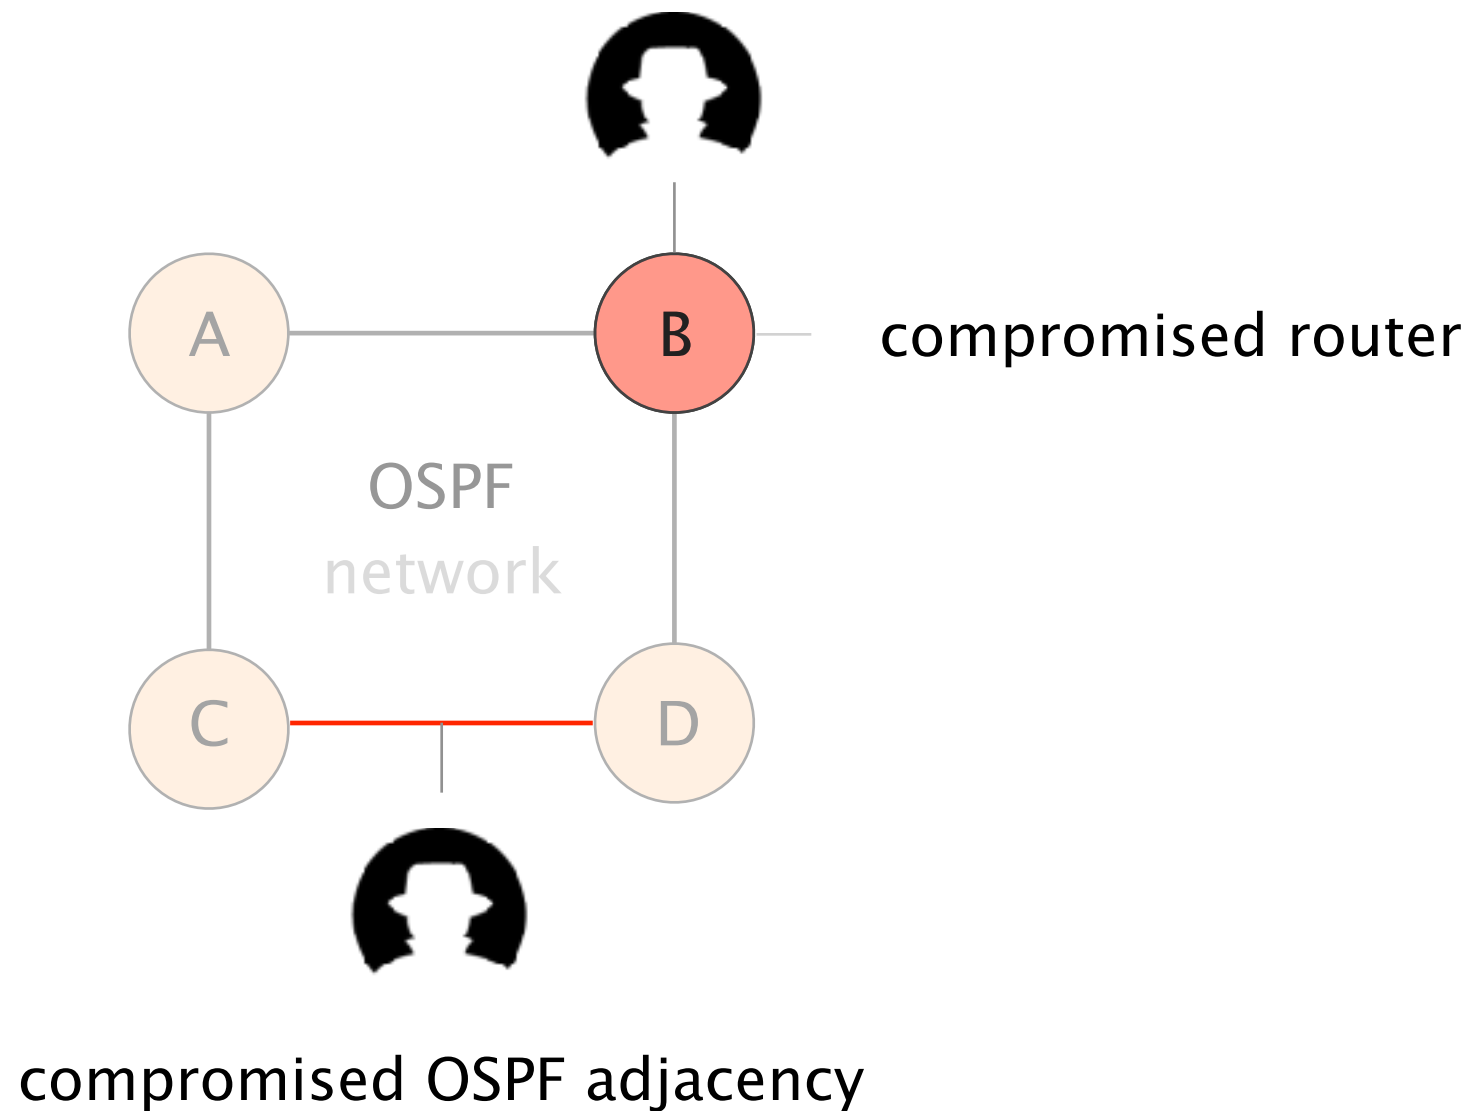 A
B
compromised router
OSPF
network
C
D
compromised OSPF adjacency